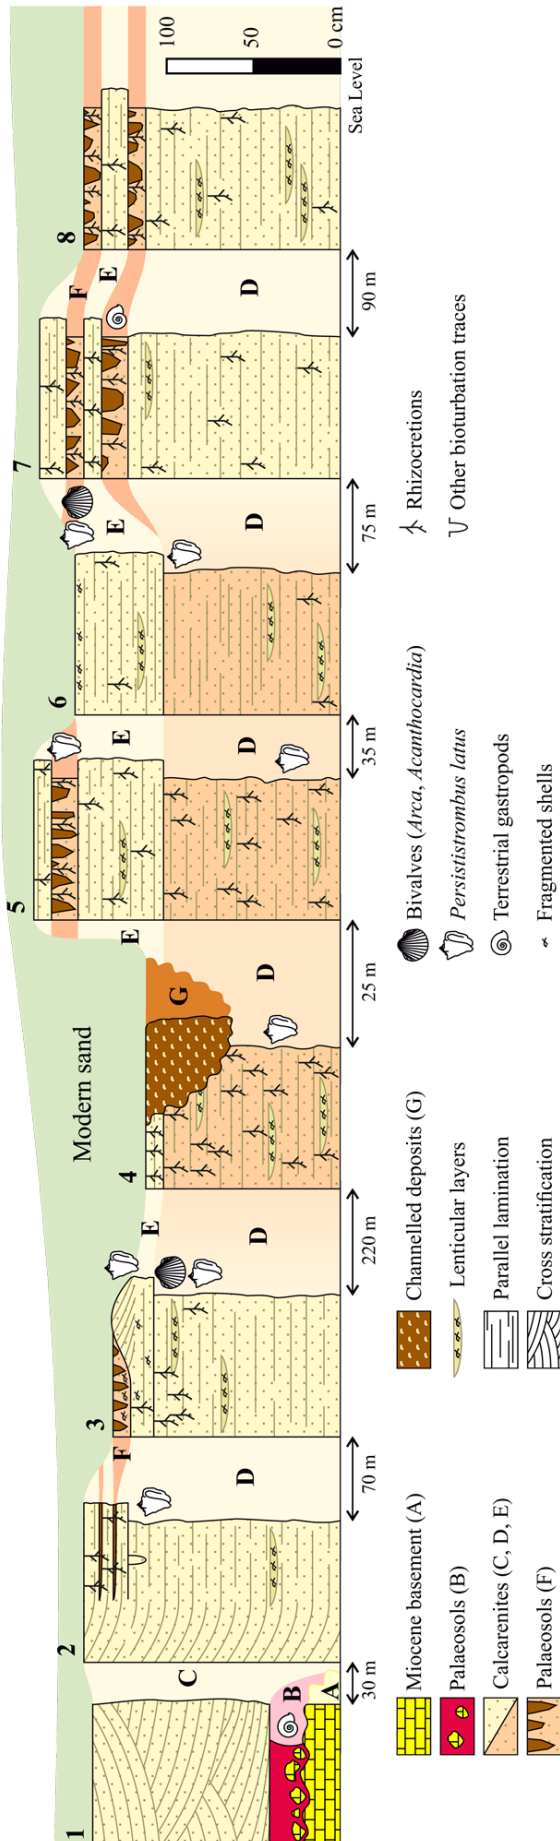 1
2
3
4
5
6
7
8
Modern sand
100
50
0 cm
Sea Level
A
B
C
D
F
D
E
G
D
E
D
E
D
E
D
E
F
D
E
30 m
70 m
220 m
25 m
35 m
75 m
90 m
Miocene basement (A)
Palaeosols (B)
Calcarenites (C, D, E)
Palaeosols (F)
Channelled deposits (G)
Lenticular layers
Parallel lamination
Cross stratification
Bivalves (Arca, Acanthocardia)
Persististrombus latus
Terrestrial gastropods
Fragmented shells
Rhizocretions
Other bioturbation traces